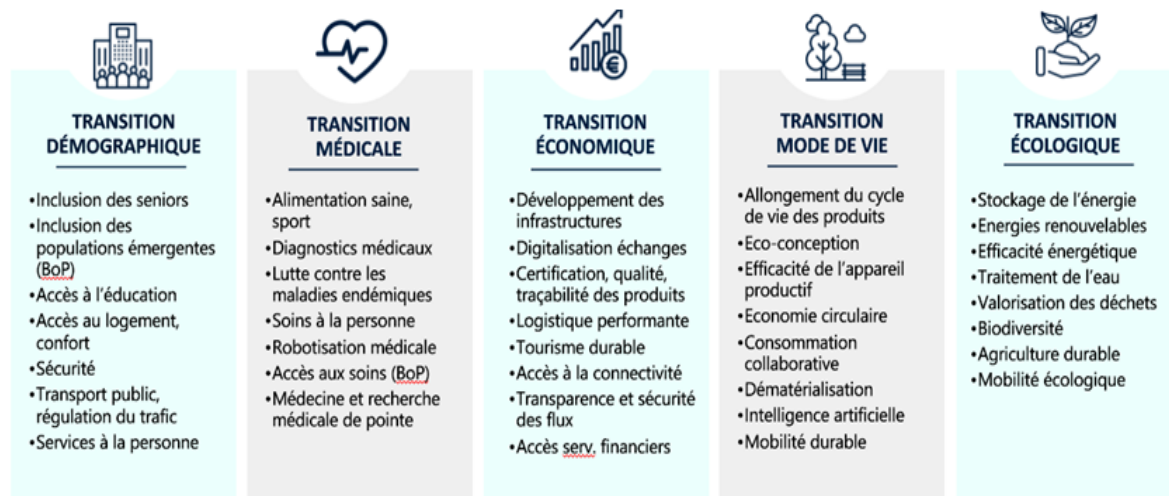 TRANSITION
DÉMOGRAPHIQUE
•Inclusion des seniors
•Inclusion des
populations émergentes
(BoP)
•Accès à l'éducation
•Accès au logement,
confort
•Sécurité
•Transport public,
régulation du trafic
•Services à la personne
TRANSITION
MÉDICALE
•Alimentation saine,
sport
•Diagnostics médicaux
•Lutte contre les
maladies endémiques
•Soins à la personne
•Robotisation médicale
•Accès aux soins (BoP)
•Médecine et recherche
médicale de pointe
TRANSITION
ÉCONOMIQUE
•Développement des
infrastructures
•Digitalisation échanges
•Certification, qualité,
traçabilité des produits
•Logistique performante
•Tourisme durable
•Accès à la connectivité
•Transparence et sécurité
des flux
•Accès serv. financiers
TRANSITION
MODE DE VIE
•Allongement du cycle
de vie des produits
•Eco-conception
•Efficacité de l'appareil
productif
•Economie circulaire
•Consommation
collaborative
•Dématérialisation
•Intelligence artificielle
•Mobilité durable
TRANSITION
ÉCOLOGIQUE
•Stockage de l'énergie
•Energies renouvelables
•Efficacité énergétique
•Traitement de l'eau
•Valorisation des déchets
•Biodiversité
•Agriculture durable
•Mobilité écologique